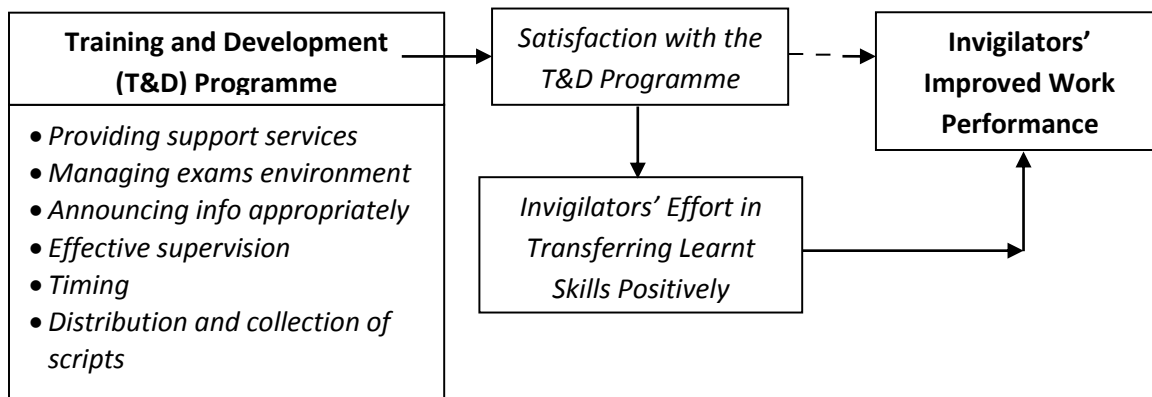 Training and Development
(T&D) Programme
• Providing support services
• Managing exams environment
• Announcing info appropriately
• Effective supervision
• Timing
• Distribution and collection of
scripts
Satisfaction with the
T&D Programme
Invigilators’ Effort in
Transferring Learnt
Skills Positively
Invigilators’
Improved Work
Performance